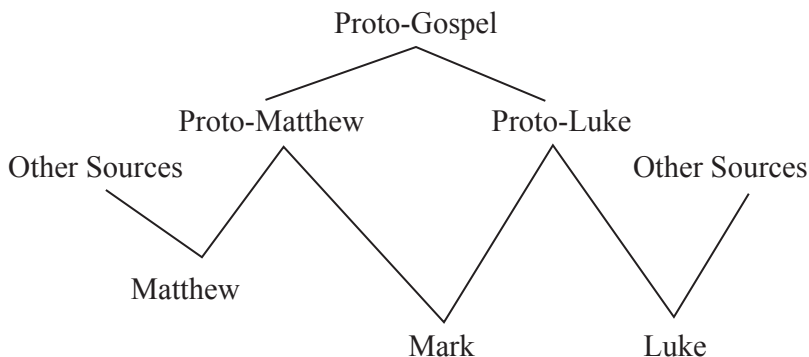 Proto-Gospel
Proto-Matthew Proto-Luke
Other Sources Other Sources
Matthew
Mark Luke